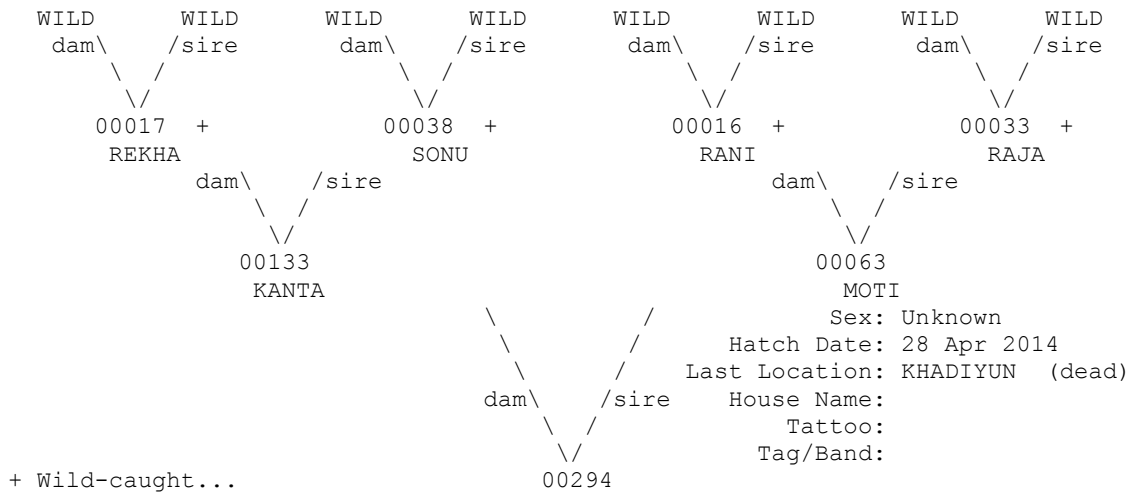 WILD WILD WILD WILD WILD WILD WILD WILD
dam\ /sire dam\ /sire dam\ /sire dam\ /sire
\ / \ / \ / \ /
\/ \/ \/ \/
00017 + 00038 + 00016 + 00033 +
REKHA SONU RANI RAJA
dam\ /sire dam\ /sire
\ / \ /
\/ \/
00133 00063
KANTA MOTI
\ / Sex: Unknown
\ / Hatch Date: 28 Apr 2014
\ / Last Location: KHADIYUN (dead)
dam\ /sire House Name:
\ / Tattoo:
\/ Tag/Band:
+ Wild-caught... 00294